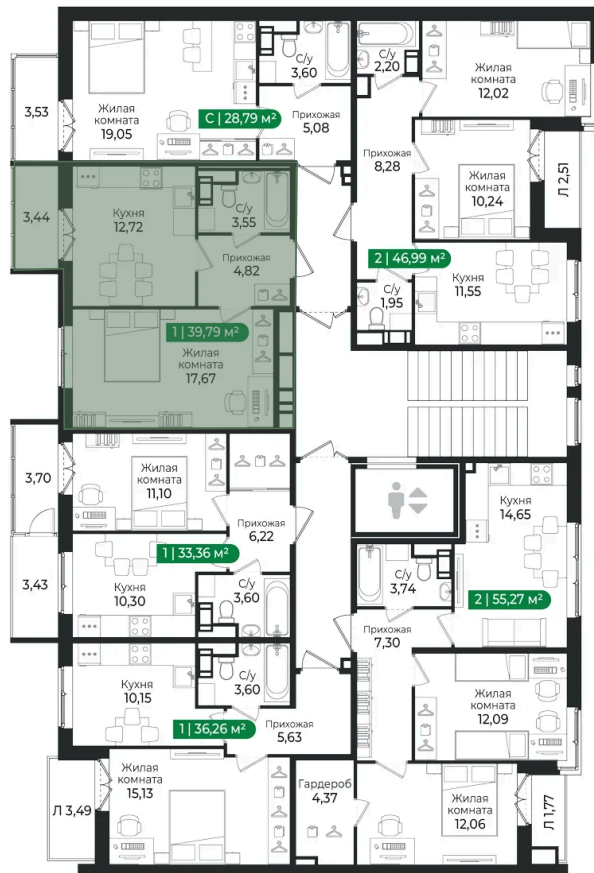 3,53
Жилая
комната
19,05
С/у
3,60
С | 28,79 м²
Прихожая
5,08
С/у
2,20
Жилая
комната
12,02
Прихожая
8,28
Жилая
комната
10,24
Л 2,51
3,44
Кухня
12,72
С/у
3,55
Прихожая
4,82
2 | 46,99 м²
С/у
1,95
11,55
1 | 39,79 м²
Жилая
комната
17,67
3,70
Жилая
комната
11,10
Прихожая
6,22
3,43
Кухня
10,30
1 | 33,36 м²
С/у
3,60
Кухня
14,65
С/у
3,74
2 | 55,27 м²
Прихожая
7,30
Кухня
10,15
С/у
3,60
1 | 36,26 м²
Прихожая
5,63
Жилая
комната
12,09
Л 3,49
Жилая
комната
15,13
Гардероб
4,37
Жилая
комната
12,06
Л 1,77